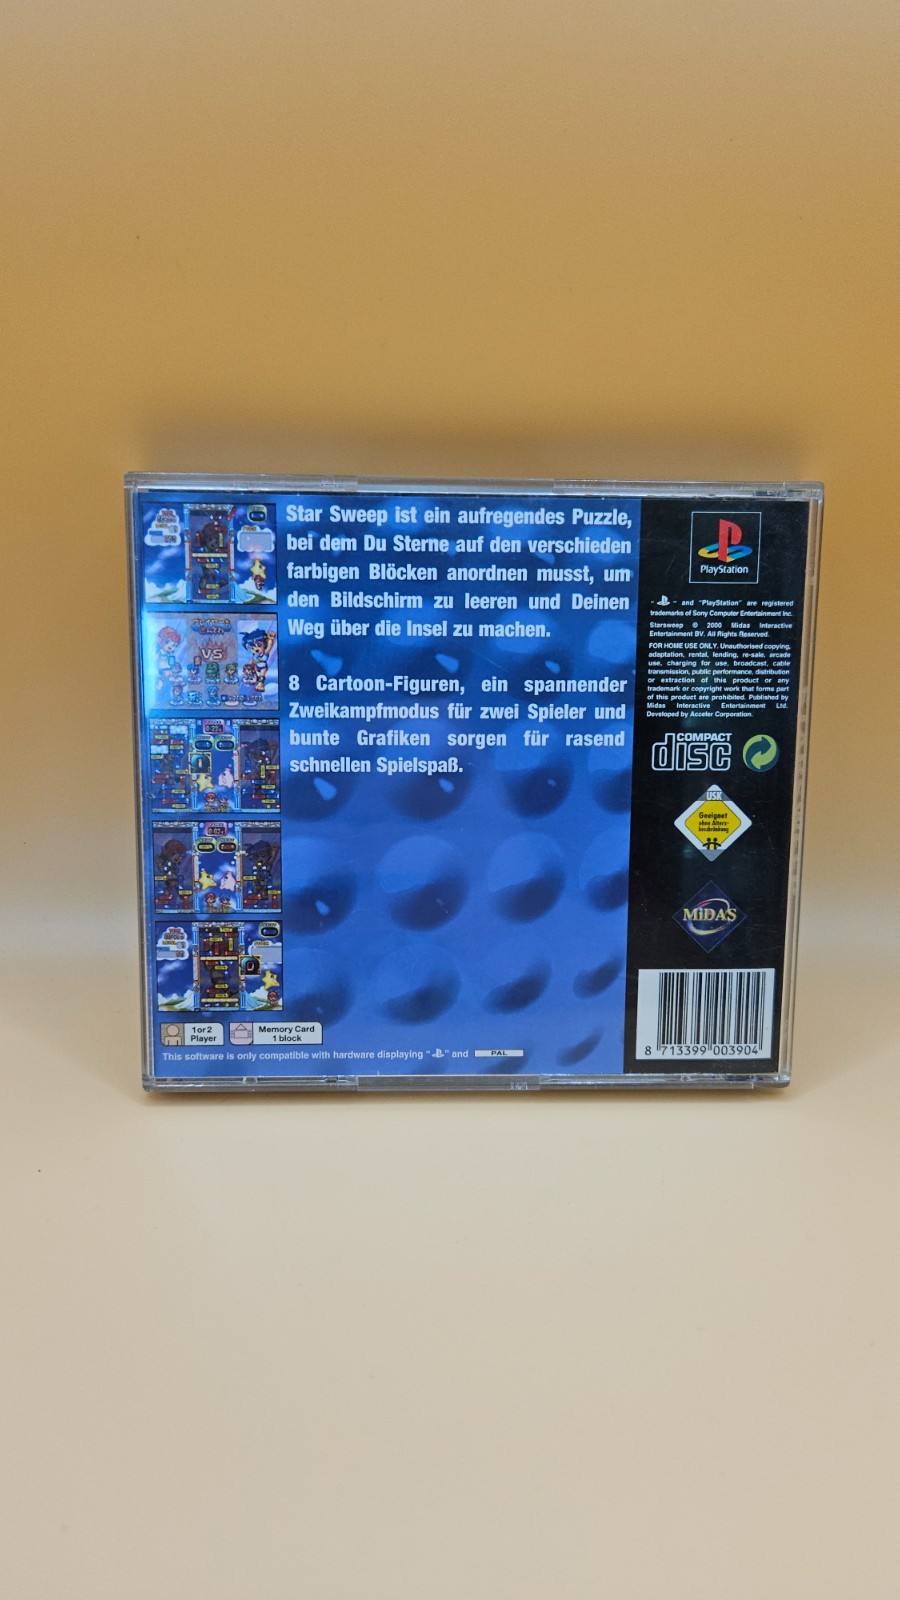 Star Sweep ist ein aufregendes Puzzle,
bei dem Du Sterne auf den verschieden
farbigen Blöcken anordnen musst, um
den Bildschirm zu leeren und Deinen
Weg über die Insel zu machen.
8 Cartoon-Figuren, ein spannender
Zweikampfmodus für zwei Spieler und
bunte Grafiken sorgen für rasend
schnellen Spielspaß.
VS
1 or 2
Player
Memory Card
1 block
This software is only compatible with hardware displaying " " and PAL
PlayStation
" " and "PlayStation" are registered
trademarks of Sony Computer Entertainment Inc.
Starsweep © 2000 Midas Interactive
Entertainment BV. All Rights Reserved.
FOR HOME USE ONLY. Unauthorised copying,
adaptation, rental, lending, re-sale, arcade
use, charging for use, broadcast, cable
transmission, public performance, distribution
or extraction of this product or any
trademark or copyright work that forms part
of this product are prohibited. Published by
Midas Interactive Entertainment Ltd.
Developed by Axceler Corporation.
COMPACT
disc
USK
Geeignet
ohne Alters-
beschränkung
MiDAS
8 713399 003904